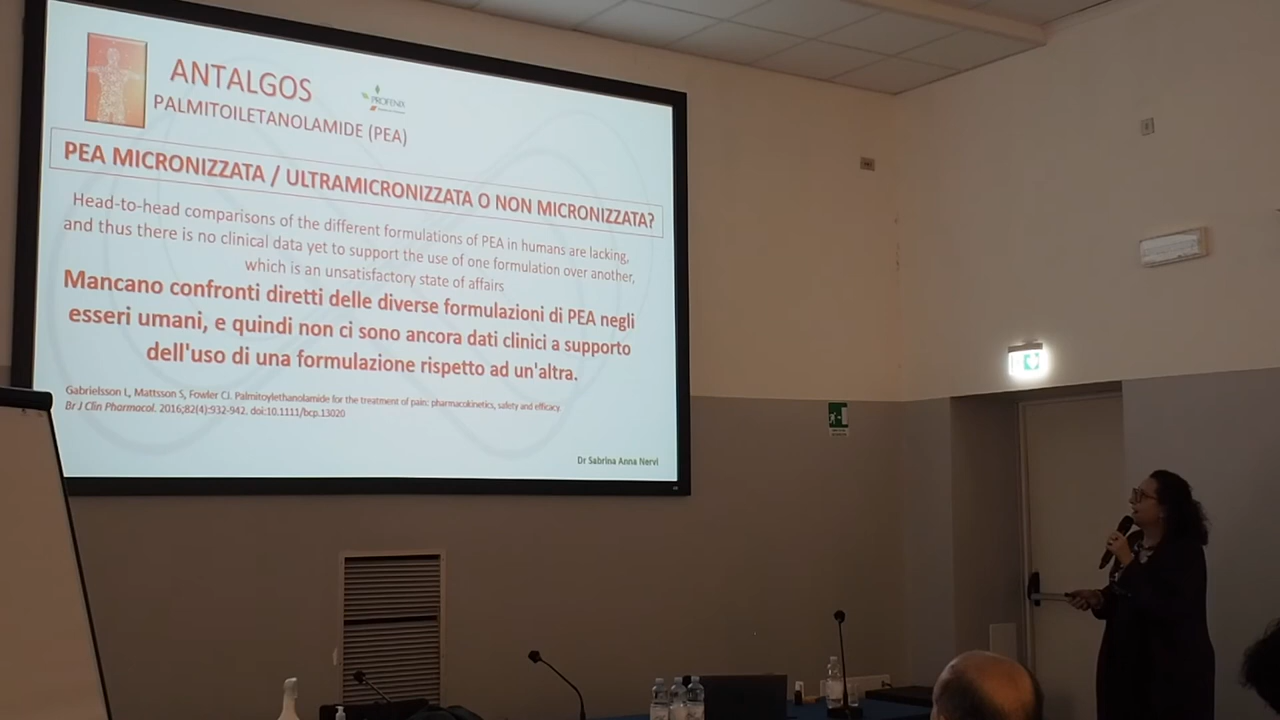 ANTALGOS
PROFENIX
PALMITOILETANOLAMIDE (PEA)
PEA MICRONIZZATA / ULTRAMICRONIZZATA O NON MICRONIZZATA?
Head-to-head comparisons of the different formulations of PEA in humans are lacking,
and thus there is no clinical data yet to support the use of one formulation over another,
which is an unsatisfactory state of affairs
Mancano confronti diretti delle diverse formulazioni di PEA negli
esseri umani, e quindi non ci sono ancora dati clinici a supporto
dell'uso di una formulazione rispetto ad un'altra.
Gabrielsson L, Mattsson S, Fowler CJ. Palmitoylethanolamide for the treatment of pain: pharmacokinetics, safety and efficacy.
Br J Clin Pharmacol. 2016;82(4):932-942. doi:10.1111/bcp.13020
Dr Sabrina Anna Nervi